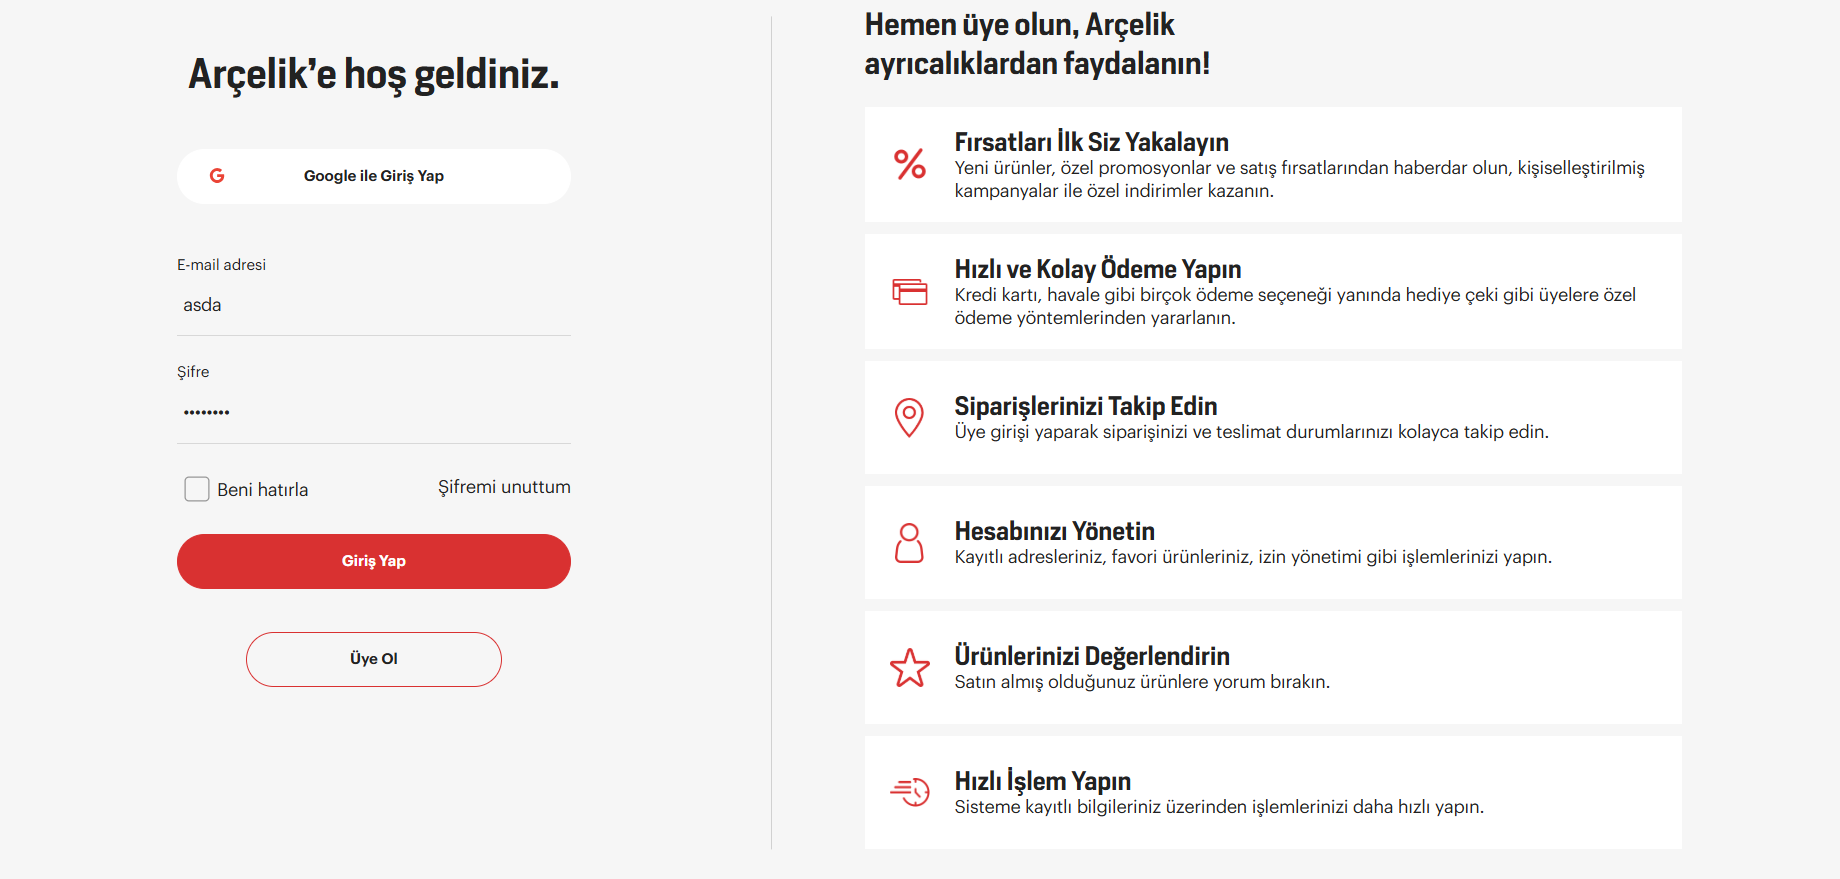 Arçelik’e hoş geldiniz.
Google ile Giriş Yap
E-mail adresi
asda
Şifre
••••••••
Beni hatırla
Şifremi unuttum
Giriş Yap
Üye Ol
Hemen üye olun, Arçelik
ayrıcalıklardan faydalanın!
Fırsatları İlk Siz Yakalayın
Yeni ürünler, özel promosyonlar ve satış fırsatlarından haberdar olun, kişiselleştirilmiş
kampanyalar ile özel indirimler kazanın.
Hızlı ve Kolay Ödeme Yapın
Kredi kartı, havale gibi birçok ödeme seçeneği yanında hediye çeki gibi üyelere özel
ödeme yöntemlerinden yararlanın.
Siparişlerinizi Takip Edin
Üye girişi yaparak siparişinizi ve teslimat durumlarınızı kolayca takip edin.
Hesabınızı Yönetin
Kayıtlı adresleriniz, favori ürünleriniz, izin yönetimi gibi işlemlerinizi yapın.
Ürünlerinizi Değerlendirin
Satın almış olduğunuz ürünlere yorum bırakın.
Hızlı İşlem Yapın
Sisteme kayıtlı bilgileriniz üzerinden işlemlerinizi daha hızlı yapın.